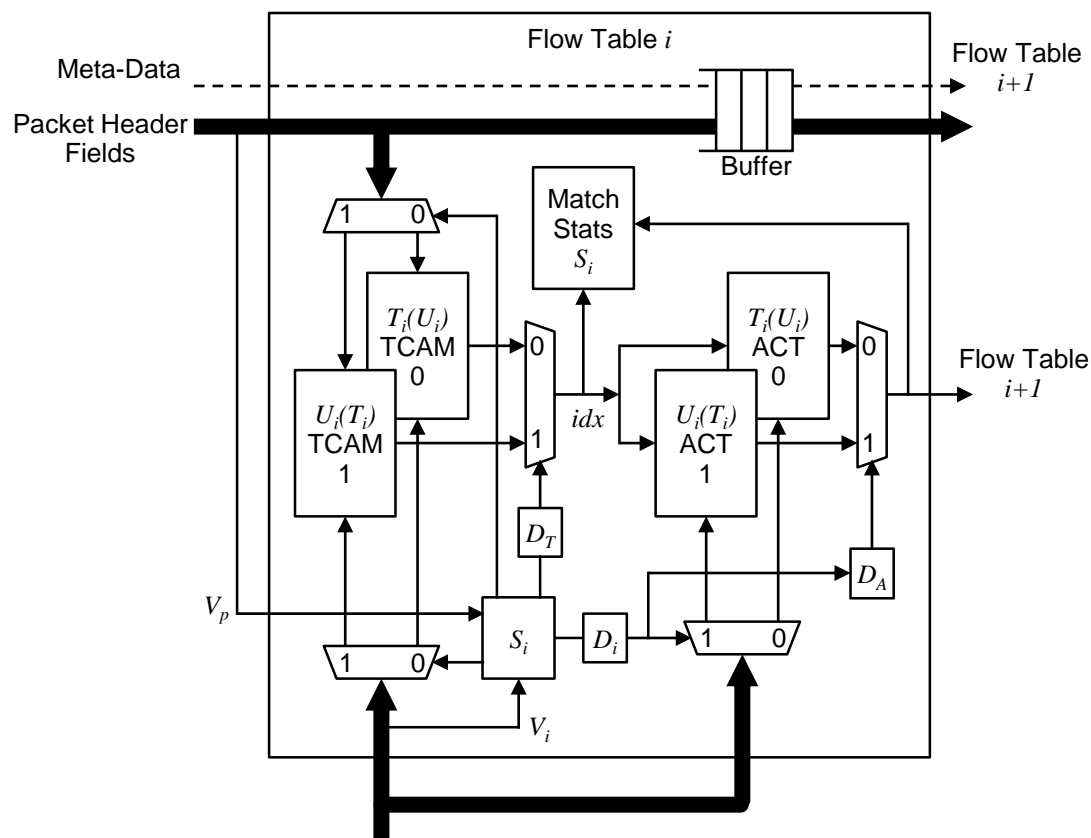 Flow Table i
Meta-Data
Flow Table
i+1
Packet Header
Fields
Buffer
1 0
Match
Stats
S_i
T_i(U_i)
TCAM
0
U_i(T_i)
TCAM
1
0
1
idx
T_i(U_i)
ACT
0
U_i(T_i)
ACT
1
0
1
Flow Table
i+1
D_T
D_A
V_p
S_i
D_i
1 0
1 0
V_i